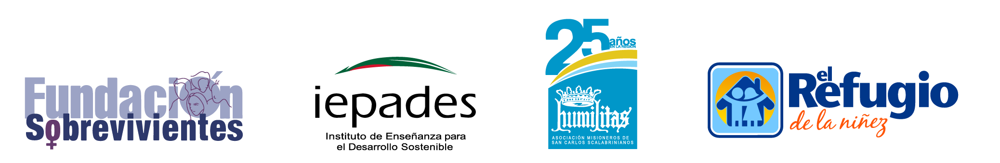 Fundación
Sobrevivientes
iepades
Instituto de Enseñanza para
el Desarrollo Sostenible
25 años
EN LA REGIÓN
humilitas
ASOCIACIÓN MISIONEROS DE
SAN CARLOS SCALABRINIANOS
el
Refugio
de la niñez